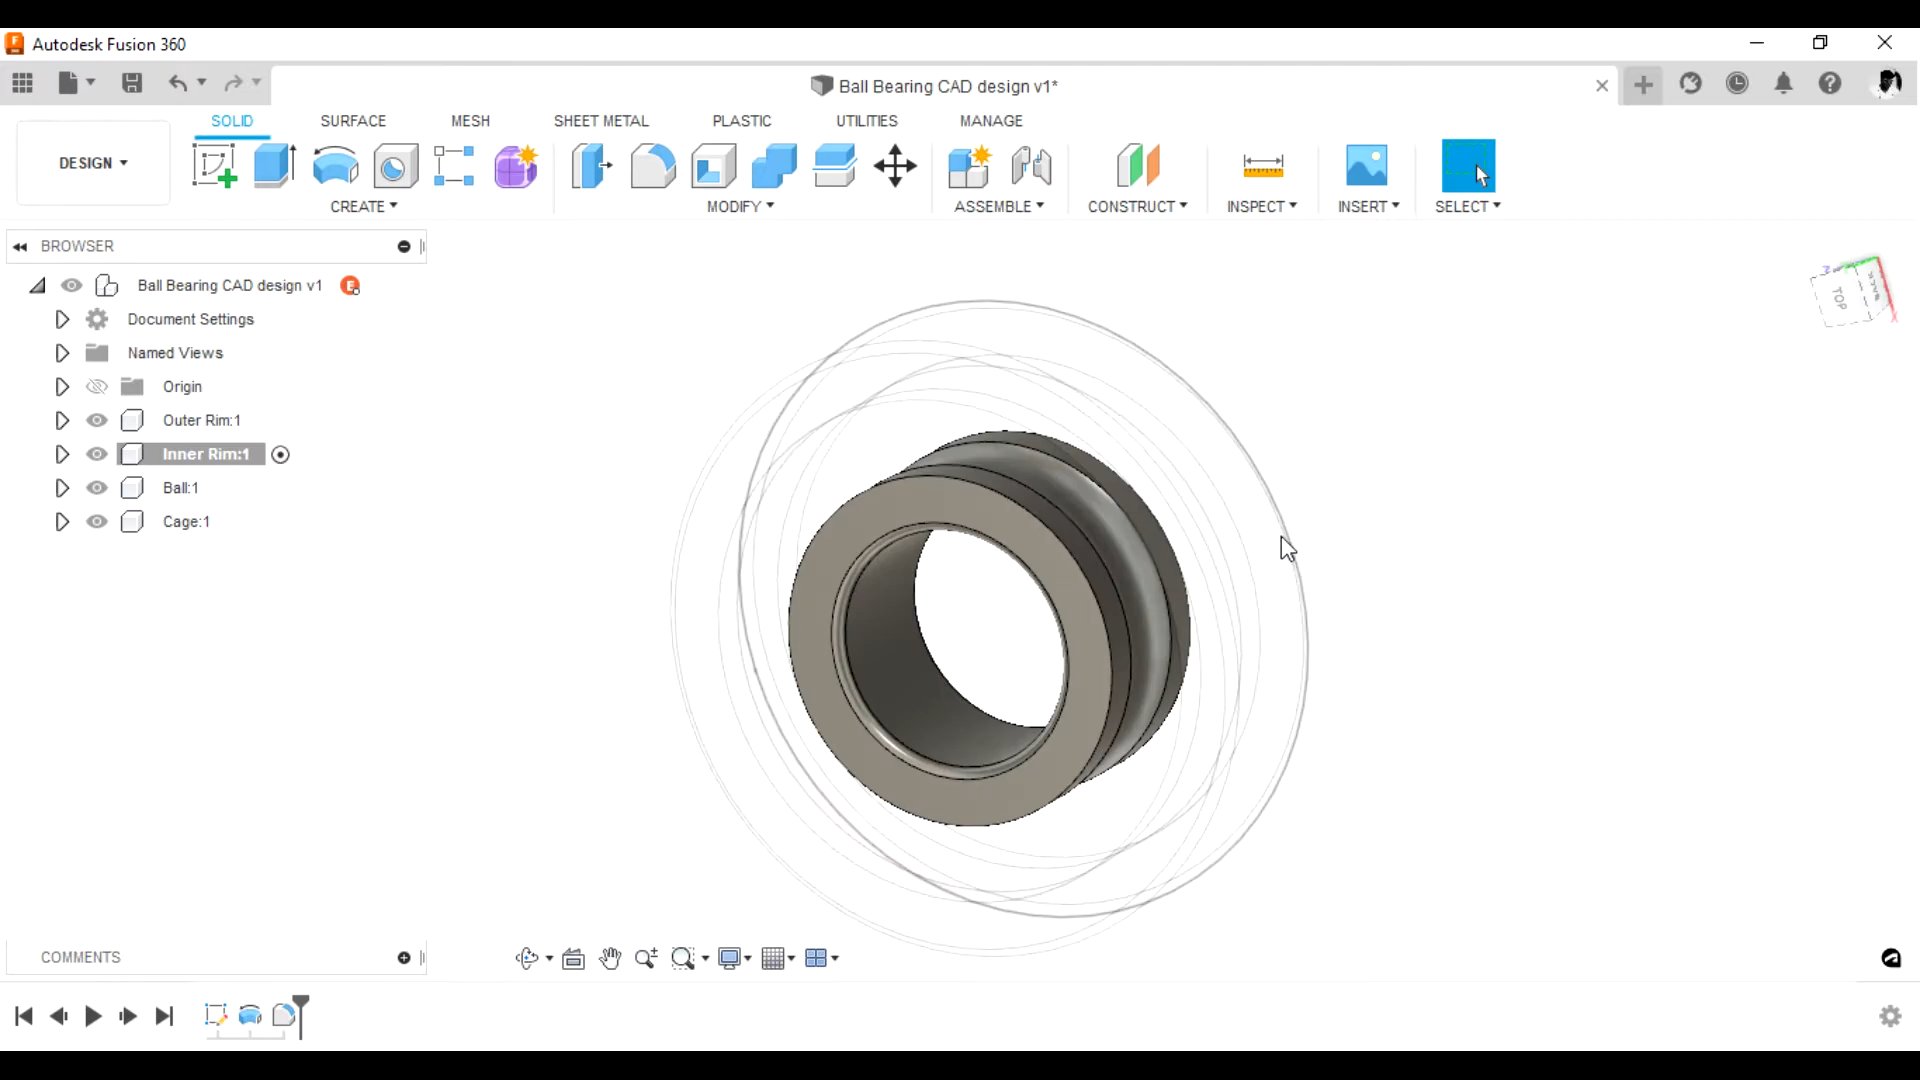 Autodesk Fusion 360
Ball Bearing CAD design v1*
SOLID SURFACE MESH SHEET METAL PLASTIC UTILITIES MANAGE
DESIGN
CREATE MODIFY ASSEMBLE CONSTRUCT INSPECT INSERT SELECT
BROWSER
Ball Bearing CAD design v1
Document Settings
Named Views
Origin
Outer Rim:1
Inner Rim:1
Ball:1
Cage:1
TOP
BACK
Z
X
COMMENTS